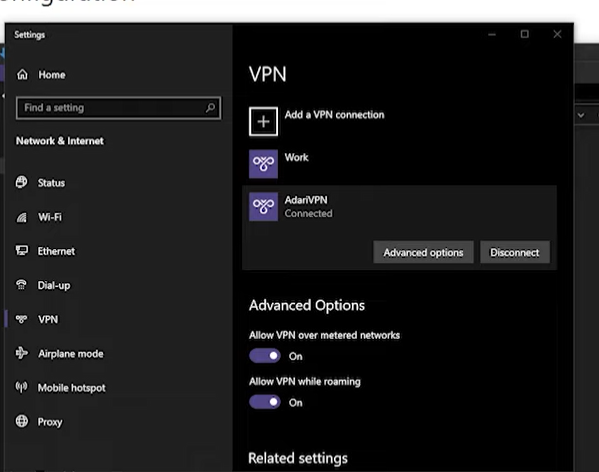 Settings
Home
Find a setting
Network & Internet
Status
Wi-Fi
Ethernet
Dial-up
VPN
Airplane mode
Mobile hotspot
Proxy
VPN
Add a VPN connection
Work
AdariVPN
Connected
Advanced options Disconnect
Advanced Options
Allow VPN over metered networks
On
Allow VPN while roaming
On
Related settings